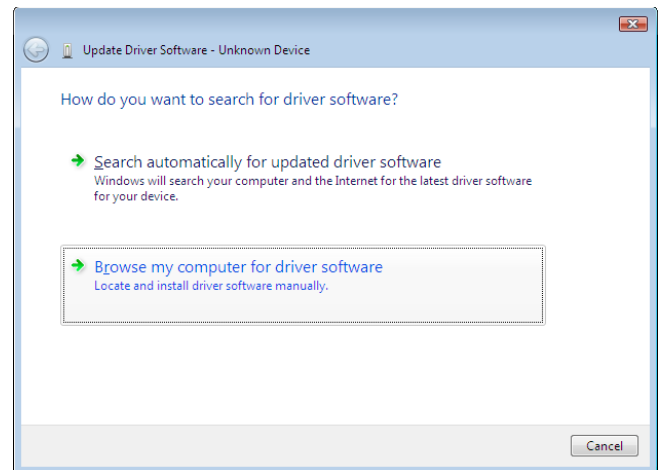 Update Driver Software - Unknown Device
How do you want to search for driver software?
Search automatically for updated driver software
Windows will search your computer and the Internet for the latest driver software
for your device.
Browse my computer for driver software
Locate and install driver software manually.
Cancel